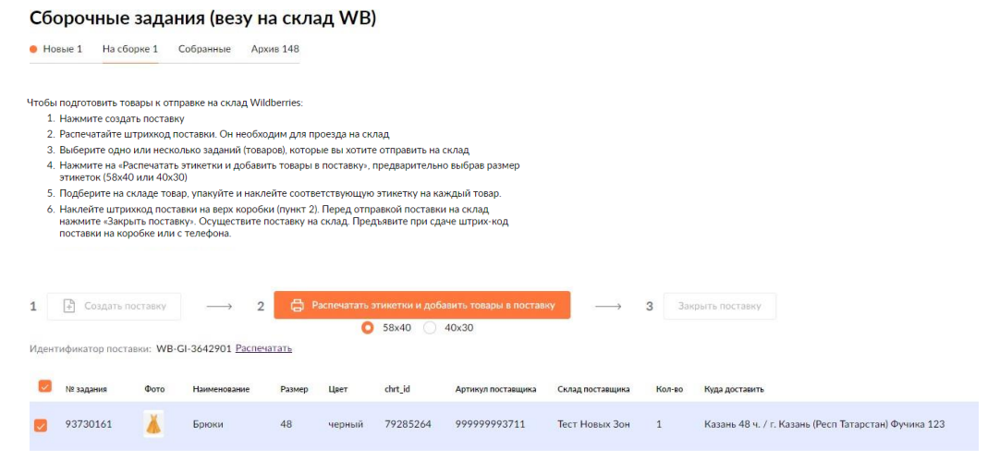 Сборочные задания (везу на склад WB)
Новые 1 На сборке 1 Собранные Архив 148
Чтобы подготовить товары к отправке на склад Wildberries:
1. Нажмите создать поставку
2. Распечатайте штрихкод поставки. Он необходим для проезда на склад
3. Выберите одно или несколько заданий (товаров), которые вы хотите отправить на склад
4. Нажмите на «Распечатать этикетки и добавить товары в поставку», предварительно выбрав размер
этикеток (58х40 или 40х30)
5. Подберите на складе товар, упакуйте и наклейте соответствующую этикетку на каждый товар.
6. Наклейте штрихкод поставки на верх коробки (пункт 2). Перед отправкой поставки на склад
нажмите «Закрыть поставку». Осуществите поставку на склад. Предъявите при сдаче штрих-код
поставки на коробке или с телефона.
1 Создать поставку 2 Распечатать этикетки и добавить товары в поставку 3 Закрыть поставку
58х40 40х30
Идентификатор поставки: WB-GI-3642901 Распечатать
№ задания Фото Наименование Размер Цвет chrt_id Артикул поставщика Склад поставщика Кол-во Куда доставить
93730161 Брюки 48 черный 79285264 999999993711 Тест Новых Зон 1 Казань 48 ч. / г. Казань (Респ Татарстан) Фучика 123